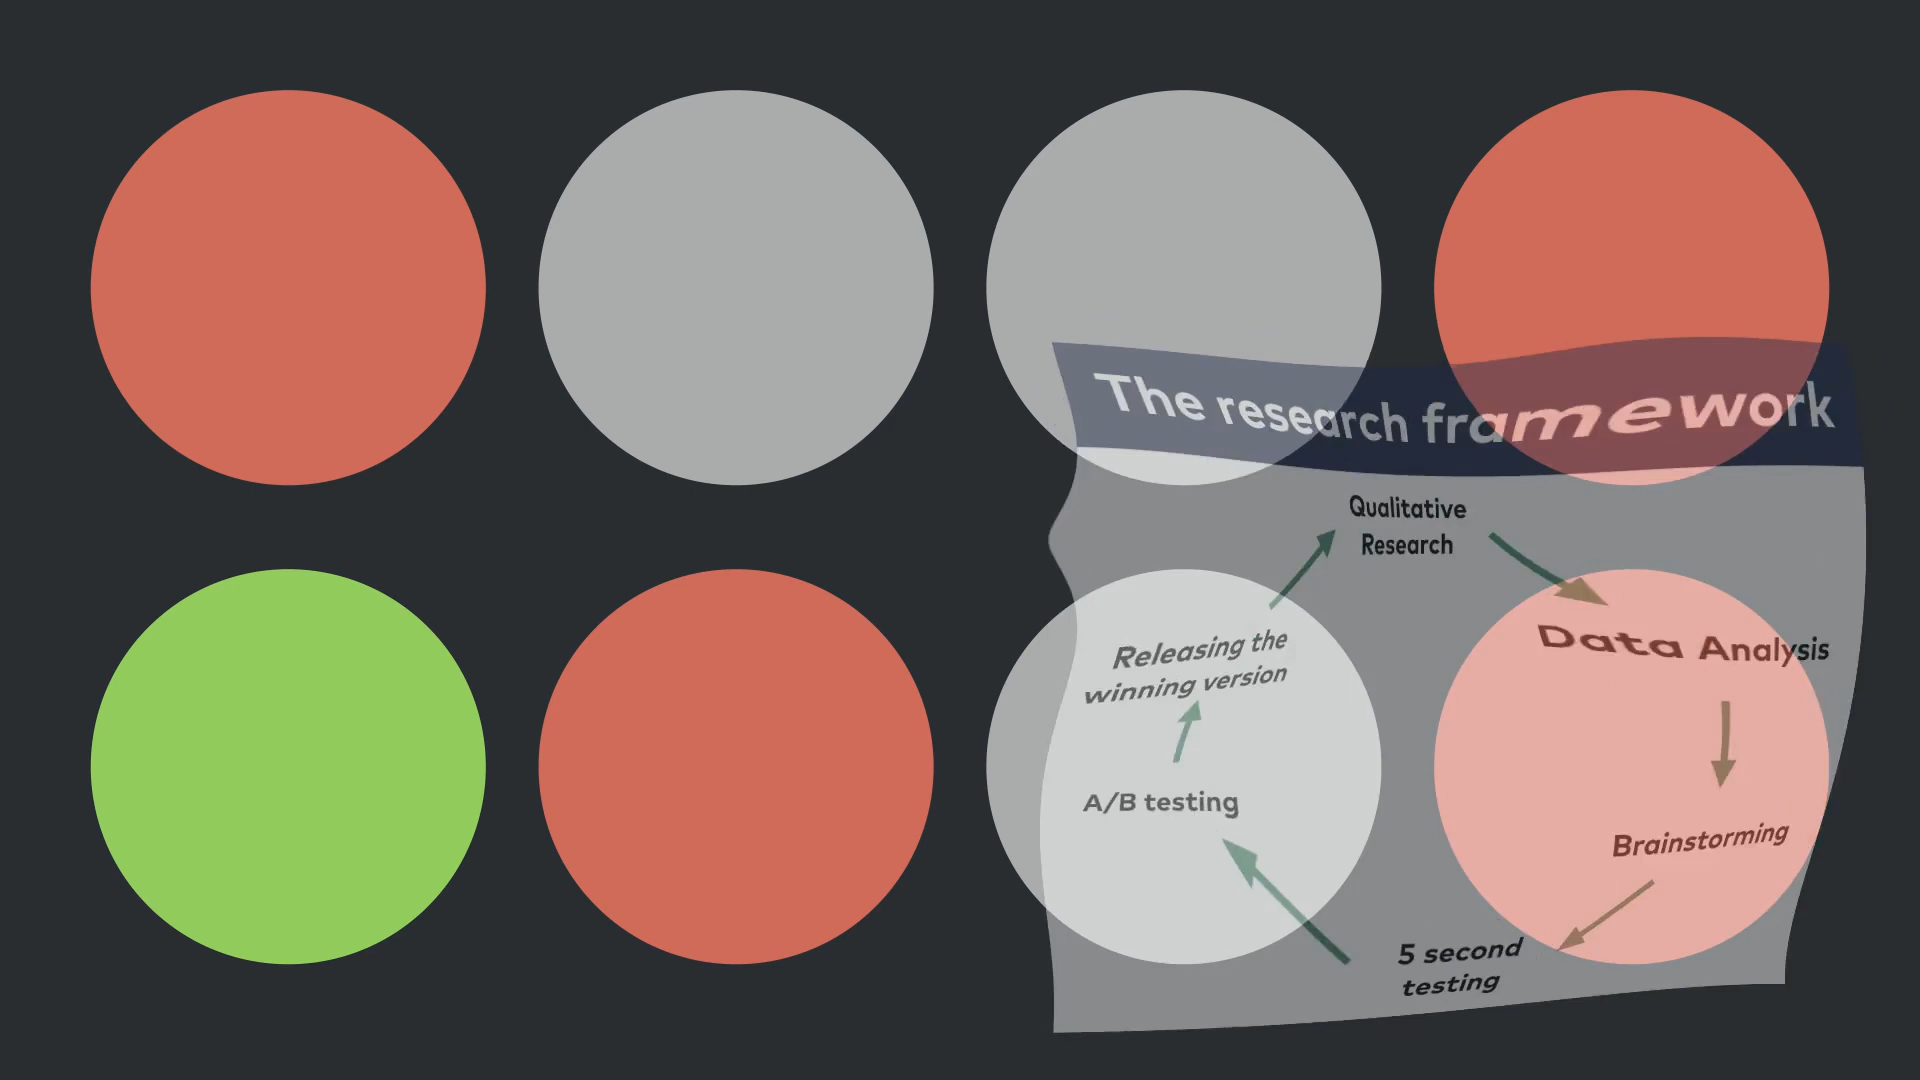 The research framework
Qualitative
Research
Data Analysis
Brainstorming
5 second
testing
A/B testing
Releasing the
winning version